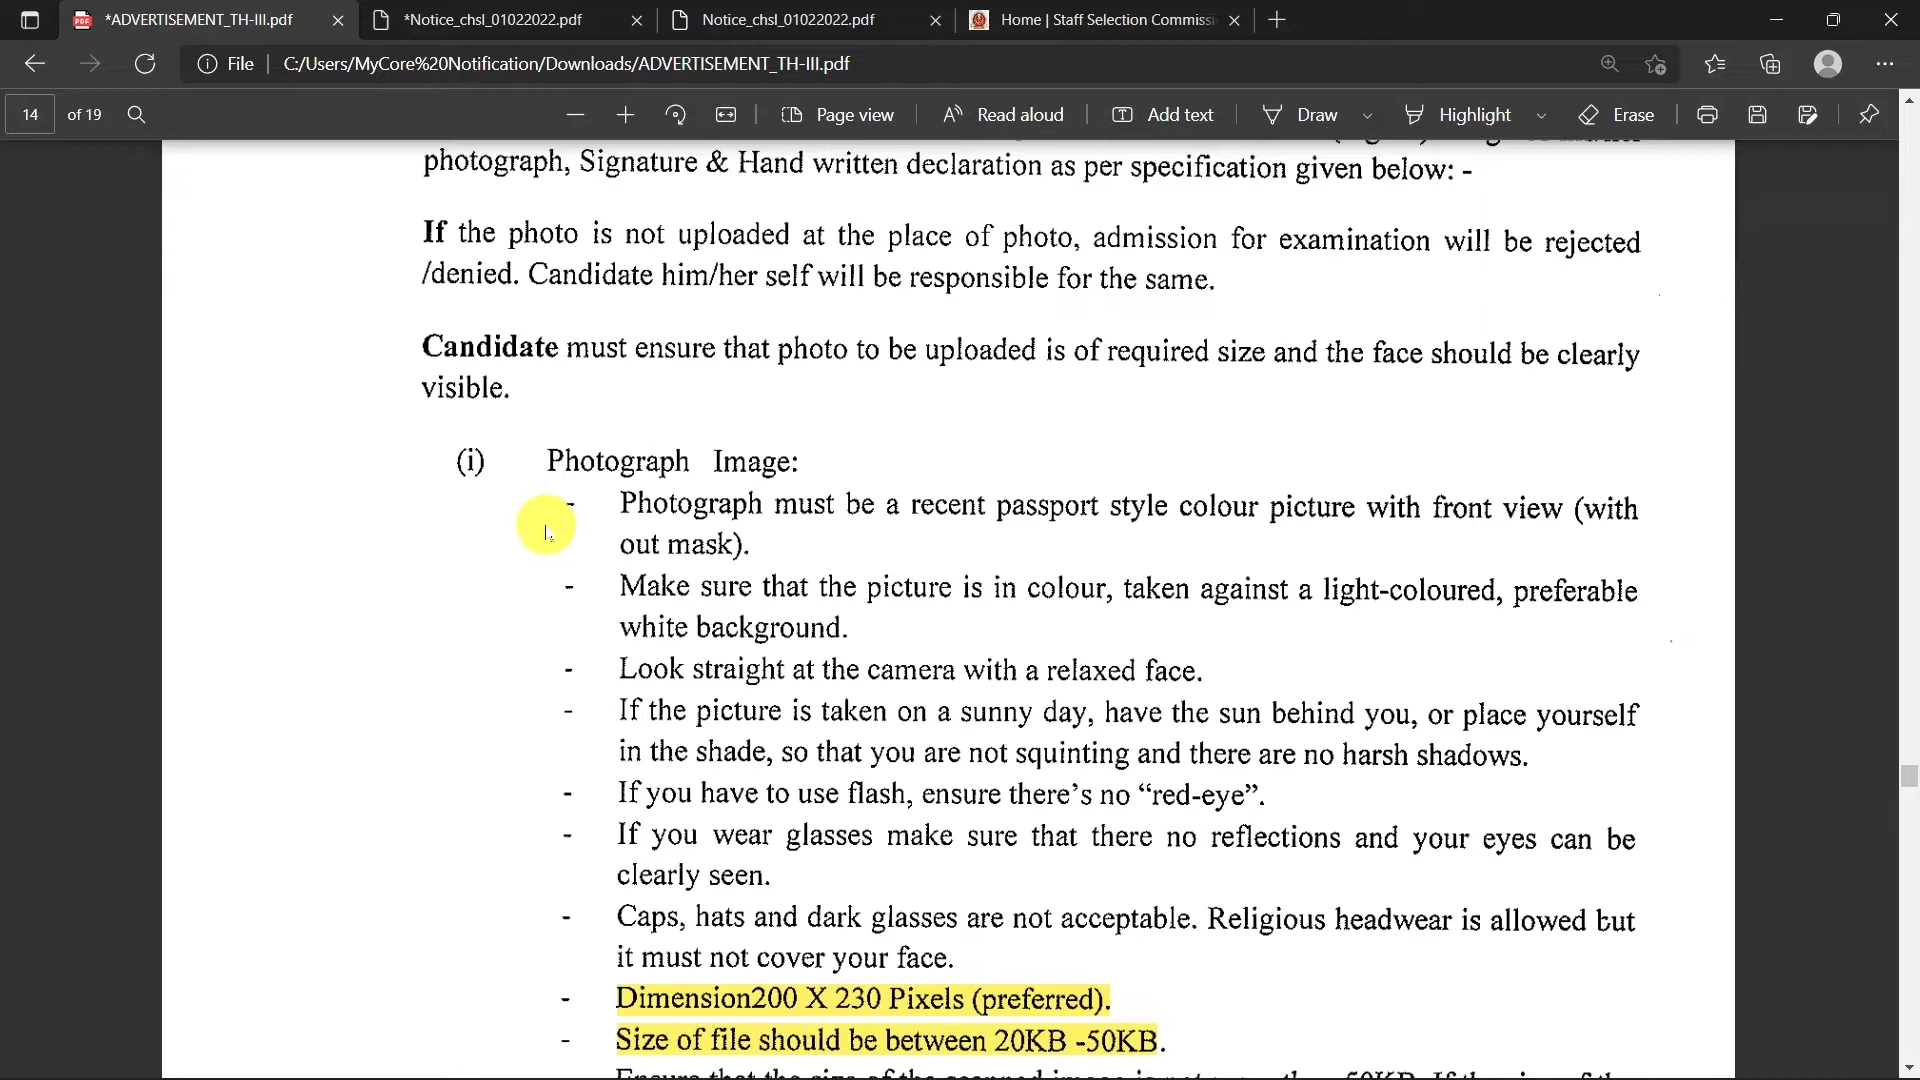 *ADVERTISEMENT_TH-III.pdf
*Notice_chsl_01022022.pdf
Notice_chsl_01022022.pdf
Home | Staff Selection Commissi
File
C:/Users/MyCore%20Notification/Downloads/ADVERTISEMENT_TH-III.pdf
14 of 19
Page view
Read aloud
Add text
Draw
Highlight
Erase
photograph, Signature & Hand written declaration as per specification given below: -
If the photo is not uploaded at the place of photo, admission for examination will be rejected
/denied. Candidate him/her self will be responsible for the same.
Candidate must ensure that photo to be uploaded is of required size and the face should be clearly
visible.
(i) Photograph Image:
- Photograph must be a recent passport style colour picture with front view (with
out mask).
- Make sure that the picture is in colour, taken against a light-coloured, preferable
white background.
- Look straight at the camera with a relaxed face.
- If the picture is taken on a sunny day, have the sun behind you, or place yourself
in the shade, so that you are not squinting and there are no harsh shadows.
- If you have to use flash, ensure there's no “red-eye”.
- If you wear glasses make sure that there no reflections and your eyes can be
clearly seen.
- Caps, hats and dark glasses are not acceptable. Religious headwear is allowed but
it must not cover your face.
- Dimension200 X 230 Pixels (preferred).
- Size of file should be between 20KB -50KB.